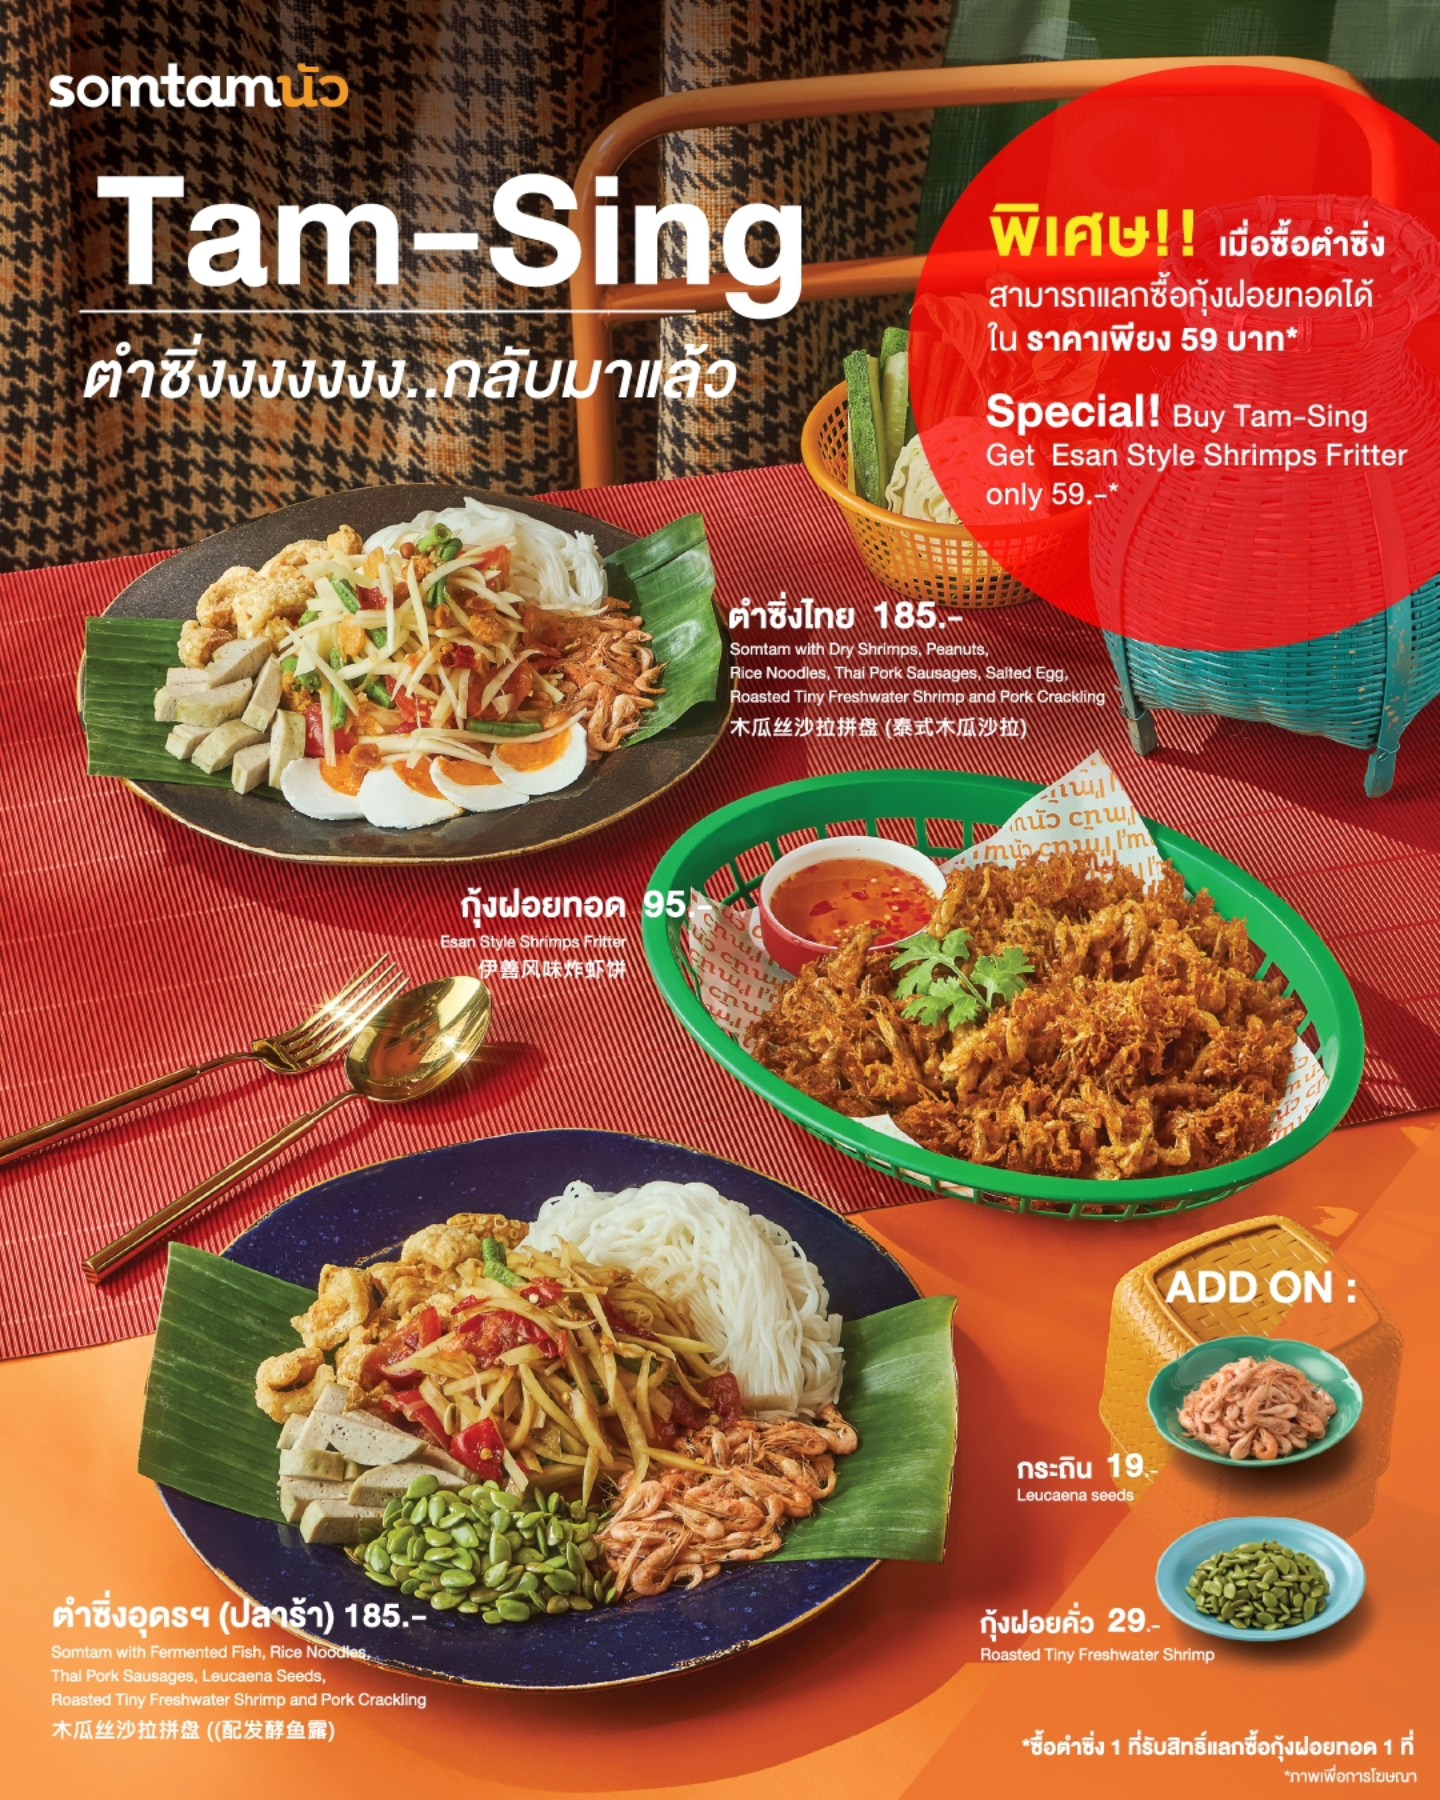 somtamนัว
Tam-Sing
ตำซิ่งงงงงงง..กลับมาแล้ว
พิเศษ!! เมื่อซื้อตำซิ่ง
สามารถแลกซื้อกุ้งฝอยทอดได้
ใน ราคาเพียง 59 บาท*
Special! Buy Tam-Sing
Get Esan Style Shrimps Fritter
only 59.-*
ตำซิ่งไทย 185.-
Somtam with Dry Shrimps, Peanuts,
Rice Noodles, Thai Pork Sausages, Salted Egg,
Roasted Tiny Freshwater Shrimp and Pork Crackling
木瓜丝沙拉拼盘 (泰式木瓜沙拉)
กุ้งฝอยทอด 95.-
Esan Style Shrimps Fritter
伊善风味炸虾饼
ADD ON :
กระถิน 19.-
Leucaena seeds
กุ้งฝอยคั่ว 29.-
Roasted Tiny Freshwater Shrimp
ตำซิ่งอุดรฯ (ปลาร้า) 185.-
Somtam with Fermented Fish, Rice Noodles,
Thai Pork Sausages, Leucaena Seeds,
Roasted Tiny Freshwater Shrimp and Pork Crackling
木瓜丝沙拉拼盘 ((配发酵鱼露)
*ซื้อตำซิ่ง 1 ที่รับสิทธิ์แลกซื้อกุ้งฝอยทอด 1 ที่
*ภาพเพื่อการโฆษณา